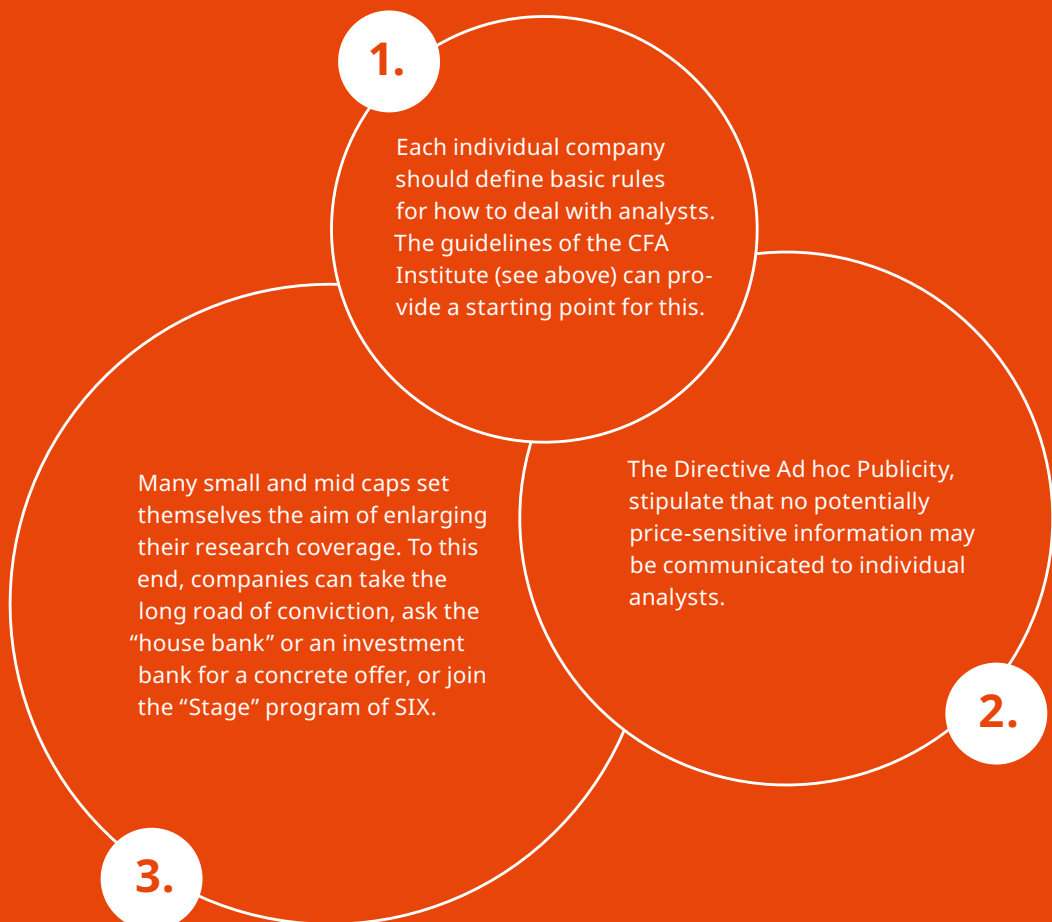 1.
Each individual company
should define basic rules
for how to deal with analysts.
The guidelines of the CFA
Institute (see above) can pro-
vide a starting point for this.
The Directive Ad hoc Publicity,
stipulate that no potentially
price-sensitive information may
be communicated to individual
analysts.
2.
Many small and mid caps set
themselves the aim of enlarging
their research coverage. To this
end, companies can take the
long road of conviction, ask the
“house bank” or an investment
bank for a concrete offer, or join
the “Stage” program of SIX.
3.